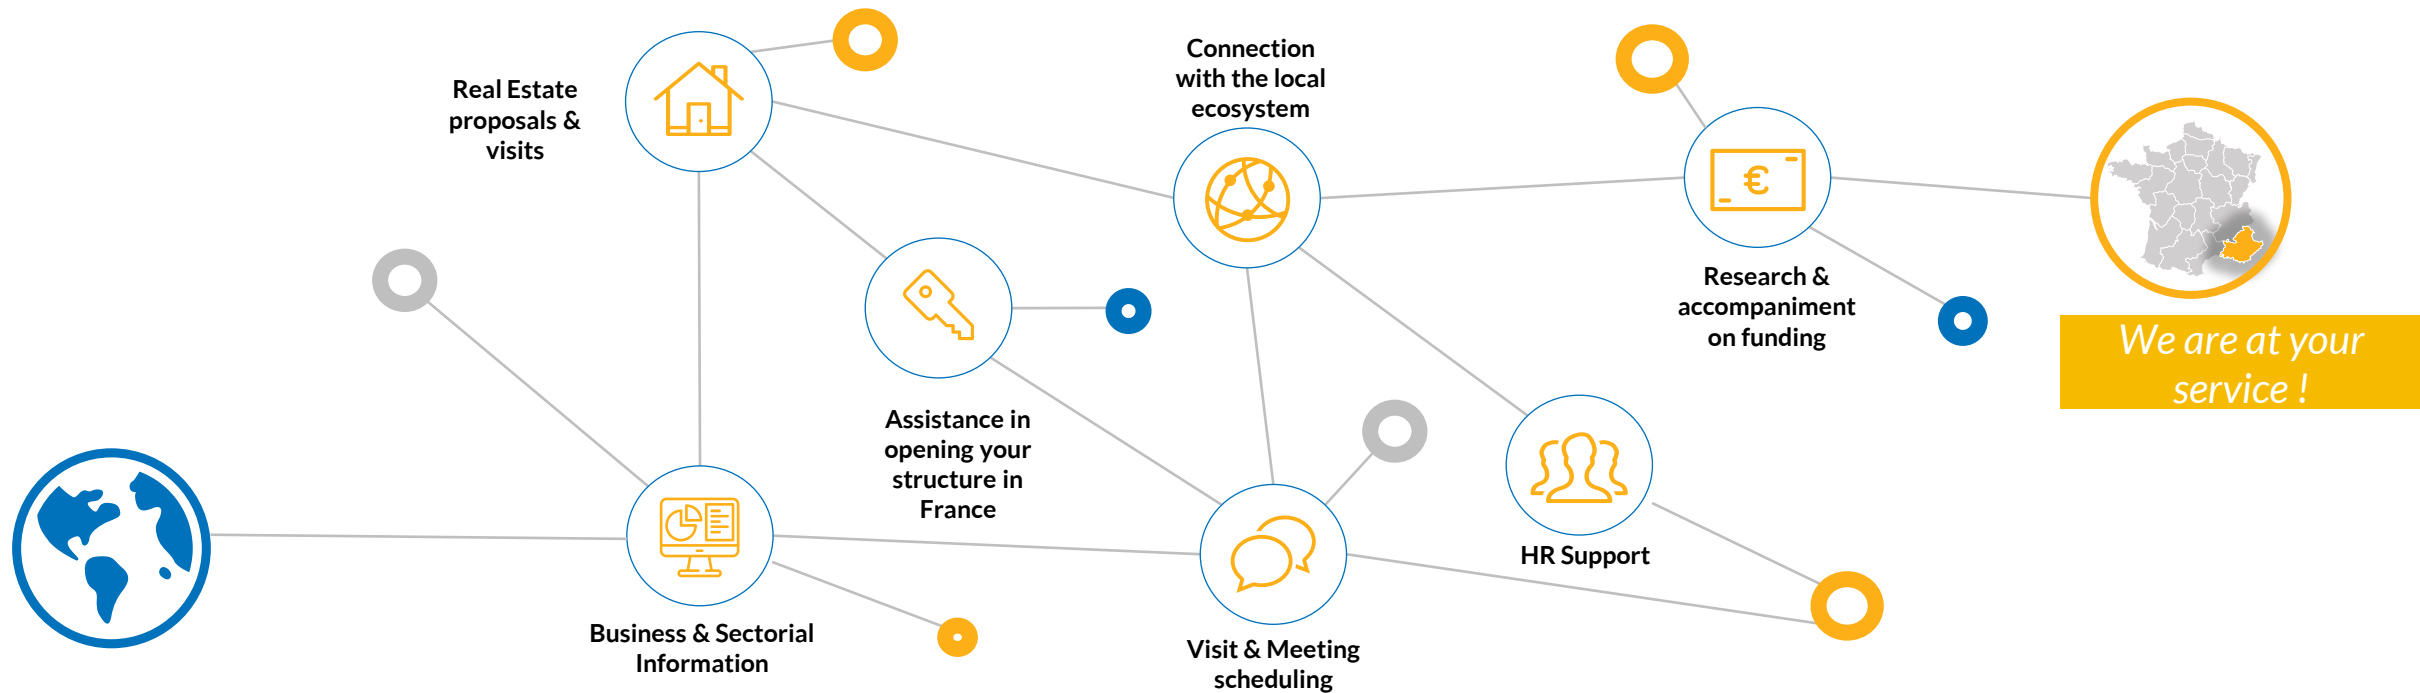 Real Estate
proposals &
visits
Connection
with the local
ecosystem
€
Research &
accompaniment
on funding
We are at your
service !
Assistance in
opening your
structure in
France
HR Support
Business & Sectorial
Information
Visit & Meeting
scheduling